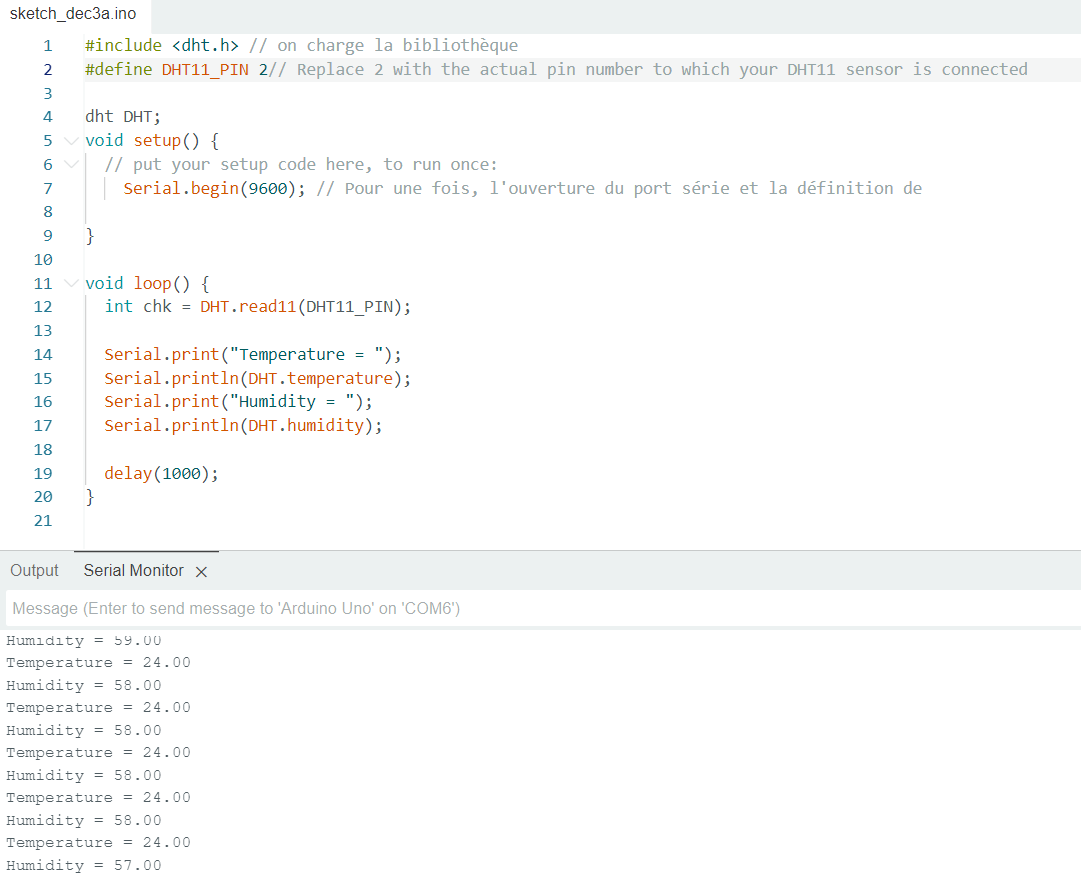 sketch_dec3a.ino
1 #include <dht.h> // on charge la bibliothèque
2 #define DHT11_PIN 2// Replace 2 with the actual pin number to which your DHT11 sensor is connected
3
4 dht DHT;
5 void setup() {
6 // put your setup code here, to run once:
7 Serial.begin(9600); // Pour une fois, l'ouverture du port série et la définition de
8
9 }
10
11 void loop() {
12 int chk = DHT.read11(DHT11_PIN);
13
14 Serial.print("Temperature = ");
15 Serial.println(DHT.temperature);
16 Serial.print("Humidity = ");
17 Serial.println(DHT.humidity);
18
19 delay(1000);
20 }
21
Output Serial Monitor
Message (Enter to send message to 'Arduino Uno' on 'COM6')
Humidity = 59.00
Temperature = 24.00
Humidity = 58.00
Temperature = 24.00
Humidity = 58.00
Temperature = 24.00
Humidity = 58.00
Temperature = 24.00
Humidity = 58.00
Temperature = 24.00
Humidity = 57.00